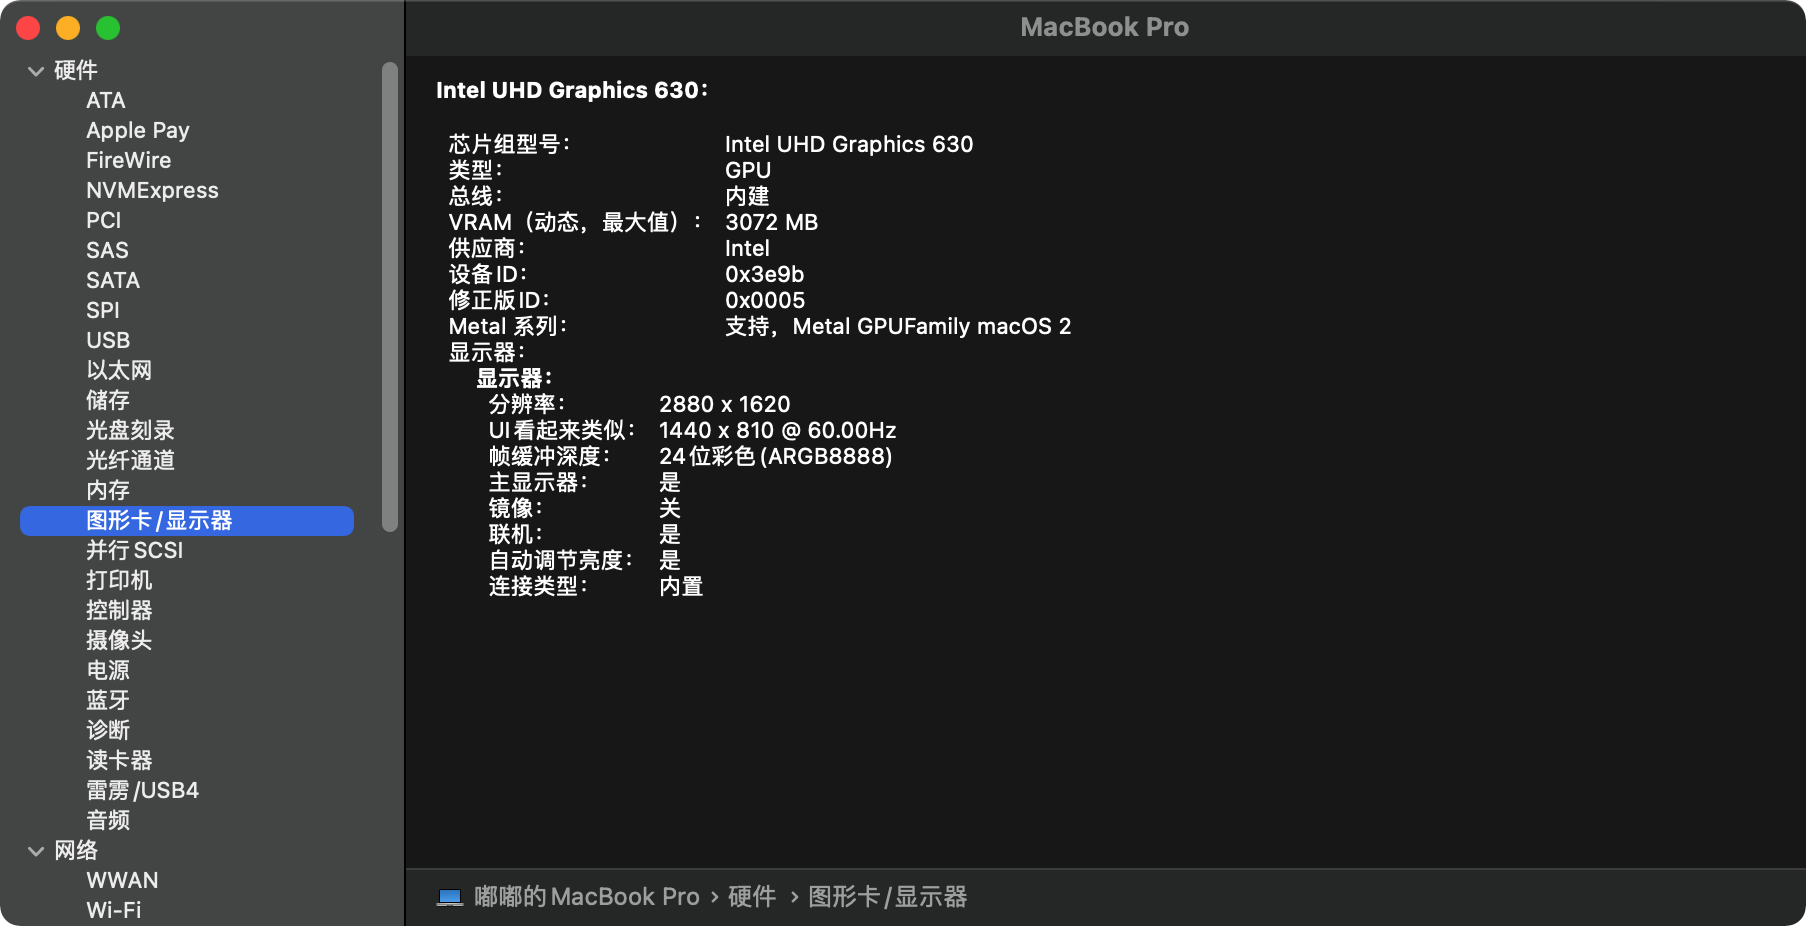 MacBook Pro
硬件
ATA
Apple Pay
FireWire
NVMExpress
PCI
SAS
SATA
SPI
USB
以太网
储存
光盘刻录
光纤通道
内存
图形卡/显示器
并行SCSI
打印机
控制器
摄像头
电源
蓝牙
诊断
读卡器
雷雳/USB4
音频
网络
WWAN
Wi-Fi
Intel UHD Graphics 630：
芯片组型号： Intel UHD Graphics 630
类型： GPU
总线： 内建
VRAM（动态，最大值）： 3072 MB
供应商： Intel
设备ID： 0x3e9b
修正版ID： 0x0005
Metal 系列： 支持，Metal GPUFamily macOS 2
显示器：
显示器：
分辨率： 2880 x 1620
UI看起来类似： 1440 x 810 @ 60.00Hz
帧缓冲深度： 24位彩色(ARGB8888)
主显示器： 是
镜像： 关
联机： 是
自动调节亮度： 是
连接类型： 内置
嘟嘟的MacBook Pro › 硬件 › 图形卡/显示器